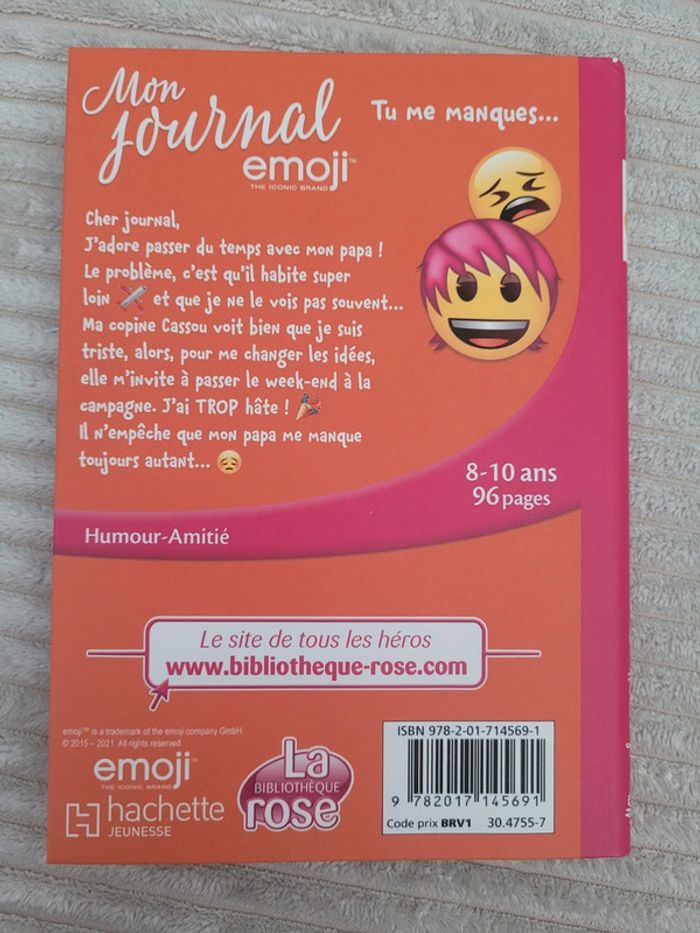 Mon
journal
emoji™
THE ICONIC BRAND
Tu me manques...
Cher journal,
J'adore passer du temps avec mon papa !
Le problème, c'est qu'il habite super
loin et que je ne le vois pas souvent...
Ma copine Cassou voit bien que je suis
triste, alors, pour me changer les idées,
elle m'invite à passer le week-end à la
campagne. J'ai TROP hâte !
Il n'empêche que mon papa me manque
toujours autant...
8-10 ans
96 pages
Humour-Amitié
Le site de tous les héros
www.bibliotheque-rose.com
emoji™ is a trademark of the emoji company GmbH.
© 2015 – 2021. All rights reserved.
emoji™
THE ICONIC BRAND
hachette
JEUNESSE
La
BIBLIOTHÈQUE
rose
ISBN 978-2-01-714569-1
9 782017 145691
Code prix BRV1 30.4755-7